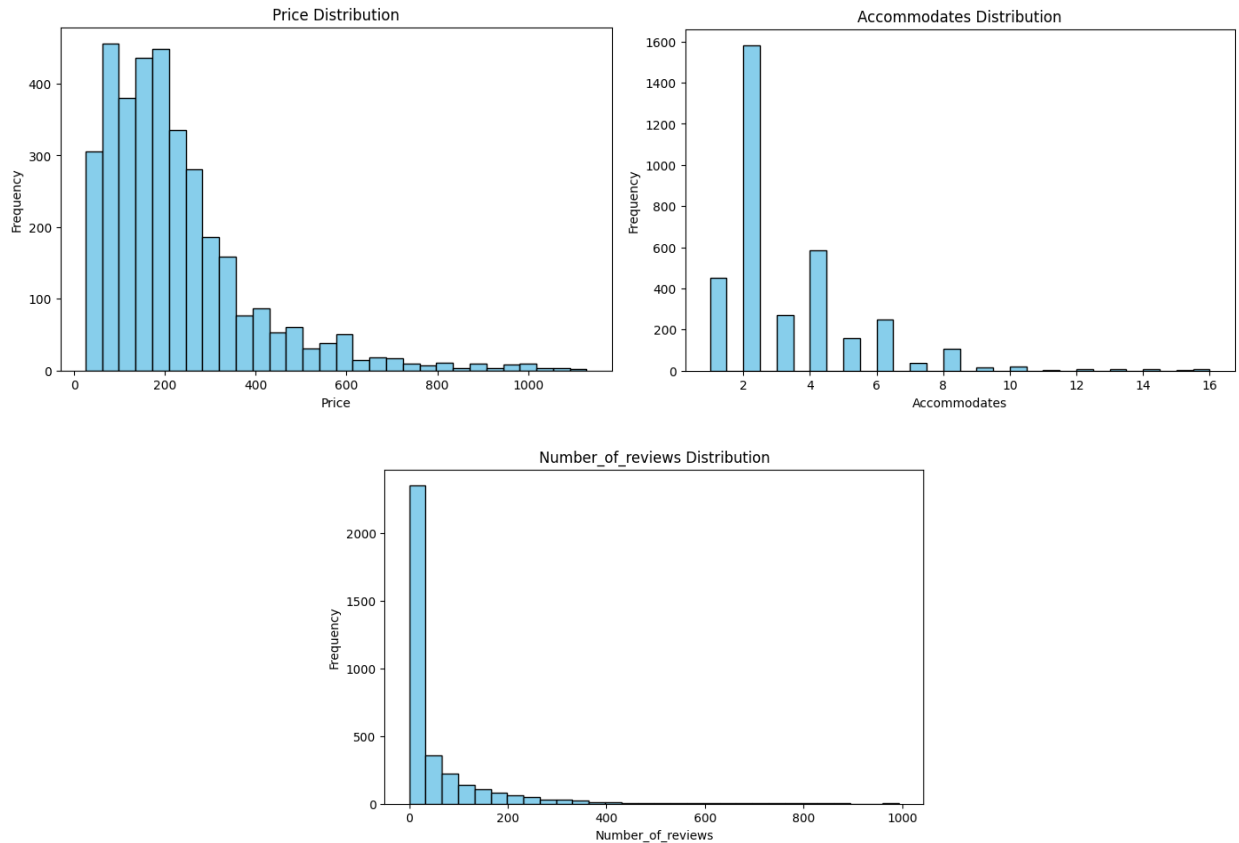 Price Distribution
400
300
200
100
0
Frequency
0 200 400 600 800 1000
Price
Accommodates Distribution
1600
1400
1200
1000
800
600
400
200
0
Frequency
2 4 6 8 10 12 14 16
Accommodates
Number_of_reviews Distribution
2000
1500
1000
500
0
Frequency
0 200 400 600 800 1000
Number_of_reviews